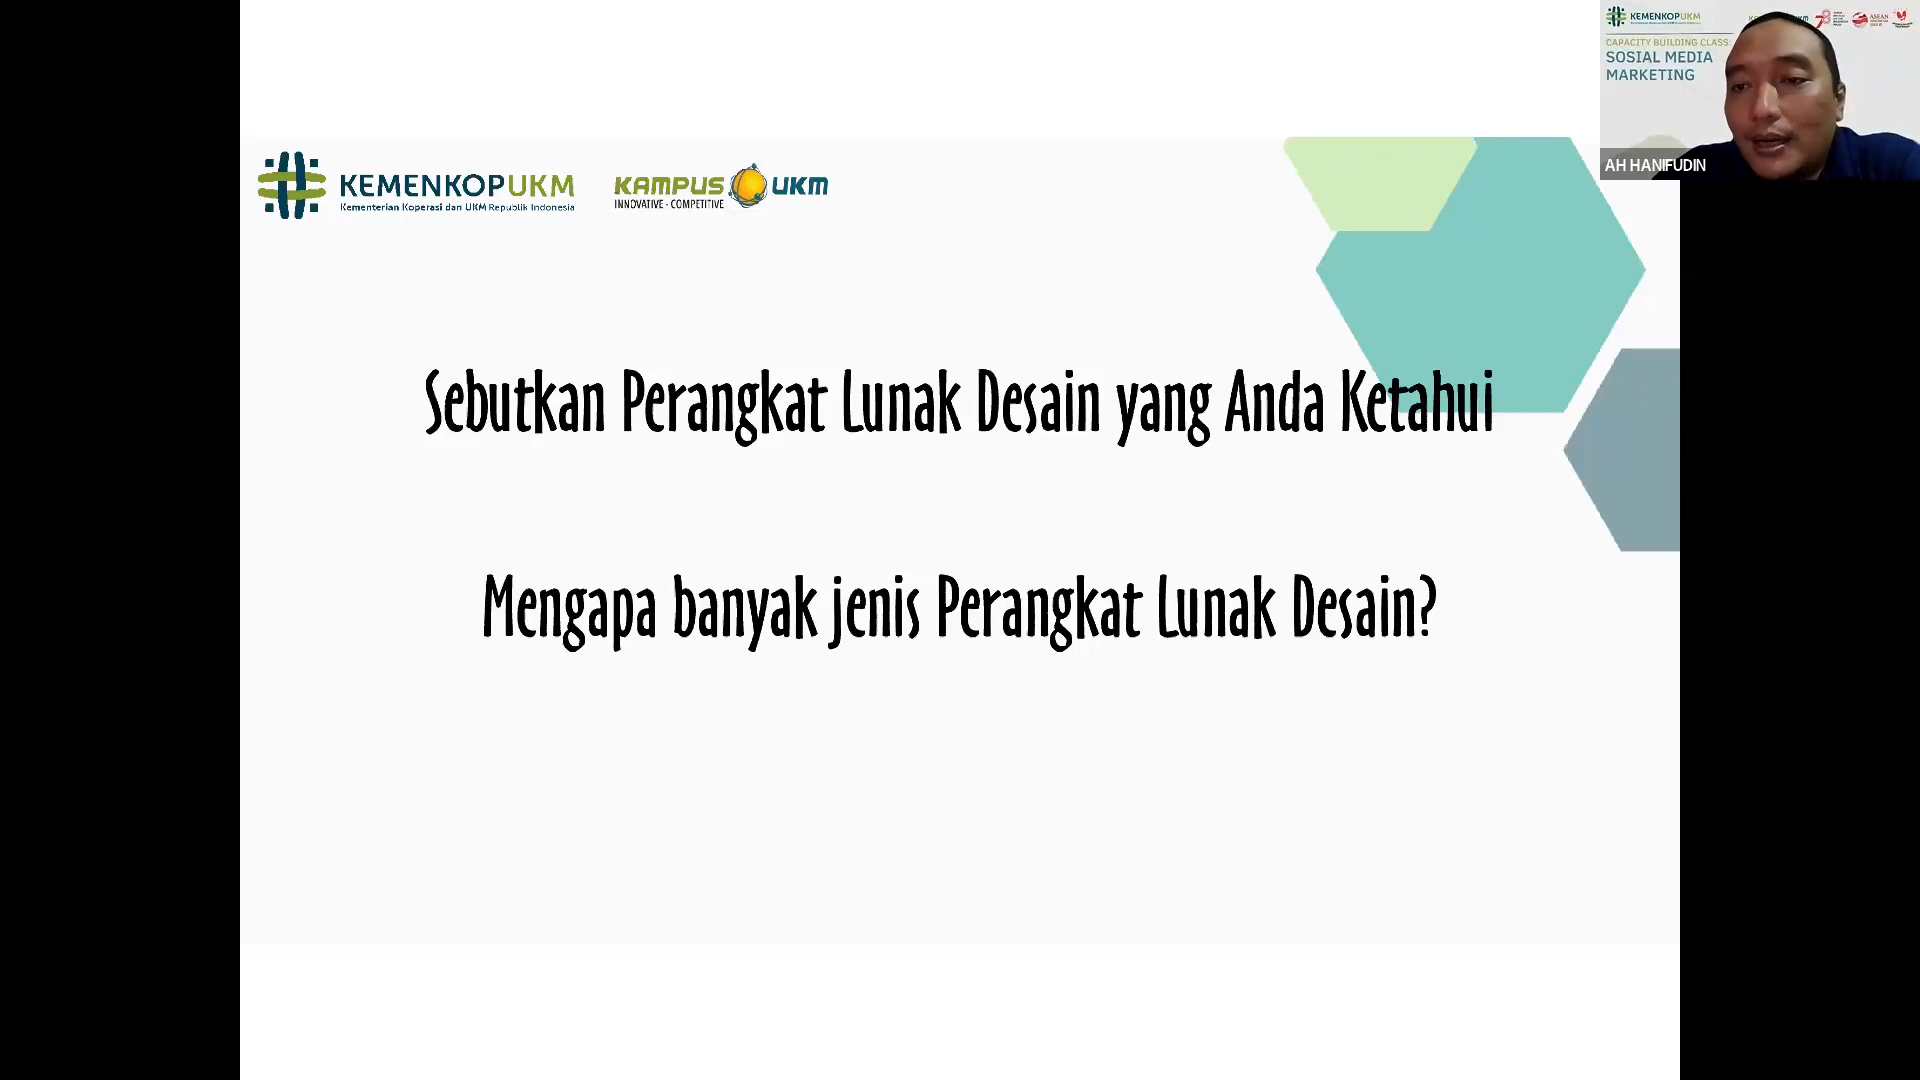 KEMENKOPUKM
Kementerian Koperasi dan UKM Republik Indonesia
KAMPUS UKM
INNOVATIVE - COMPETITIVE
Sebutkan Perangkat Lunak Desain yang Anda Ketahui
Mengapa banyak jenis Perangkat Lunak Desain?
KEMENKOPUKM
CAPACITY BUILDING CLASS:
SOSIAL MEDIA
MARKETING
AH HANIFUDIN